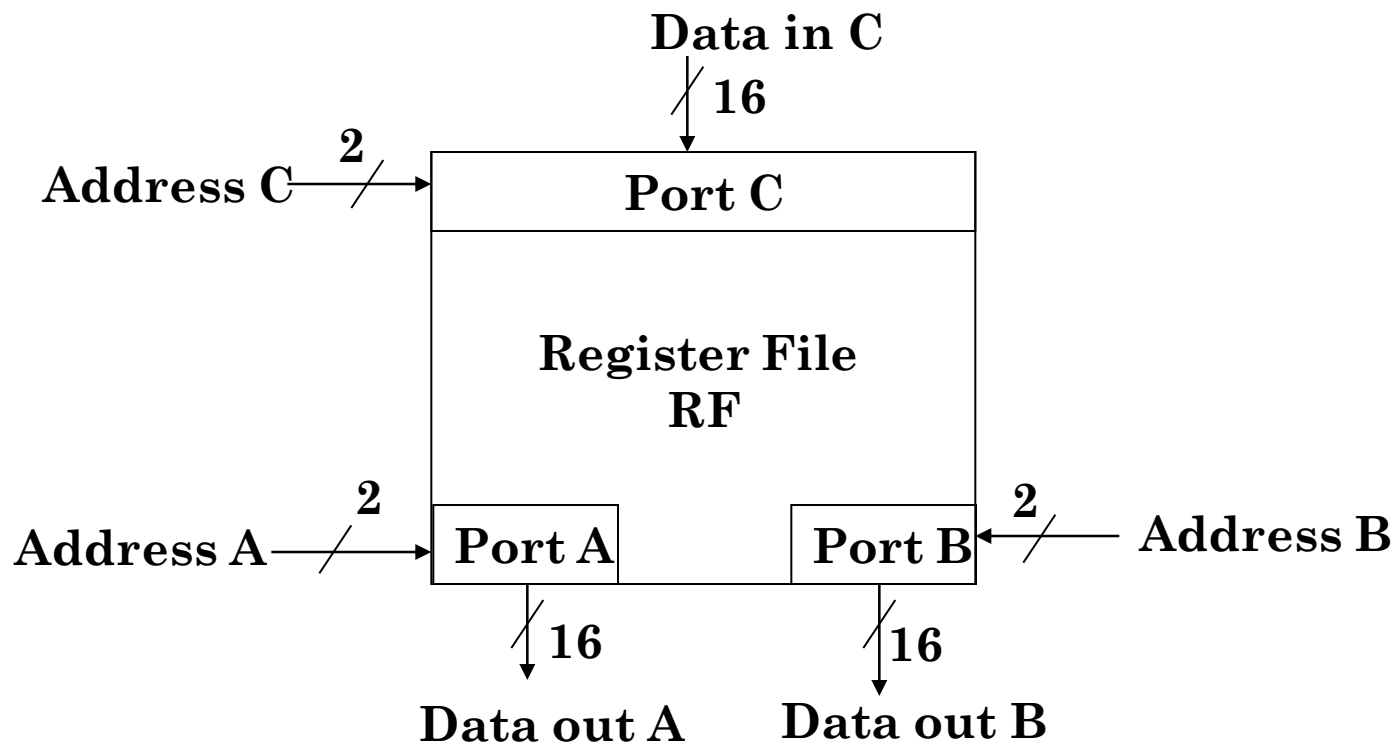 Data in C
16
2
Address C
Port C
Register File
RF
2
Address A
Port A
Port B
2
Address B
16
16
Data out A
Data out B